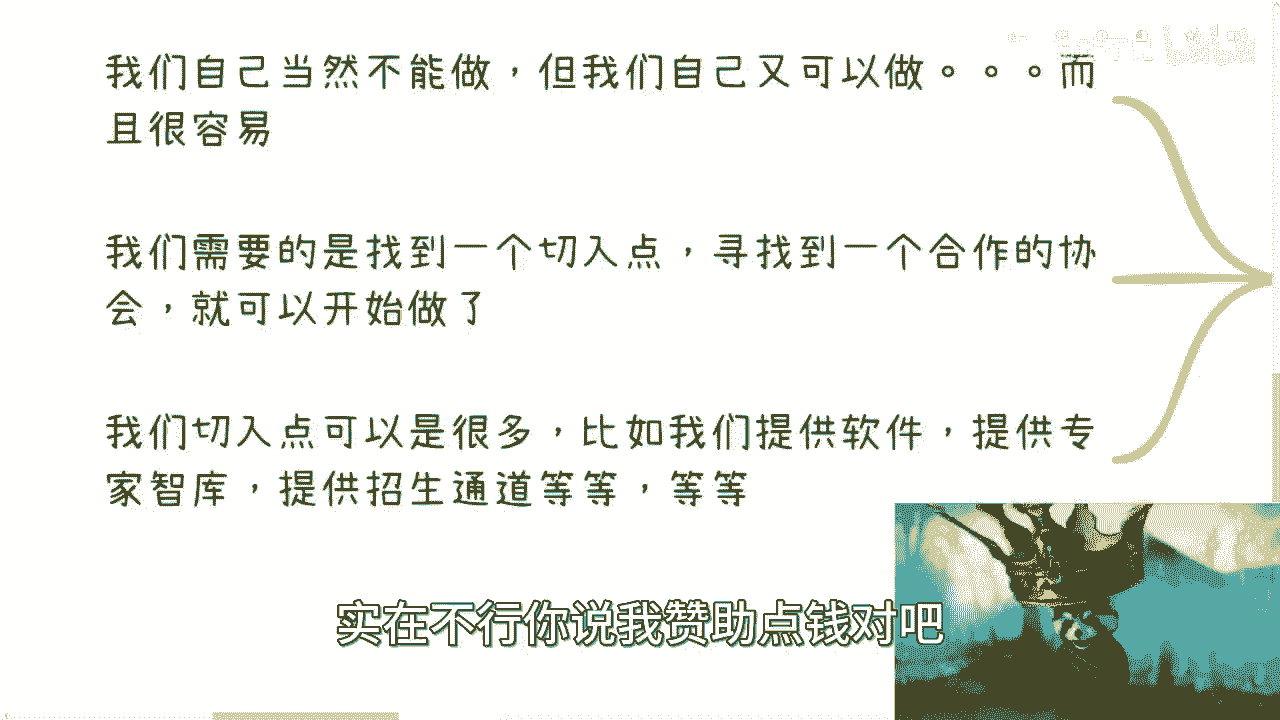 我们自己当然不能做，但我们自己又可以做。。。而
且很容易
我们需要的是找到一个切入点，寻找到一个合作的协
会，就可以开始做了
我们切入点可以是很多，比如我们提供软件，提供专
家智库，提供招生通道等等，等等
实在不行你说我赞助点钱对吧